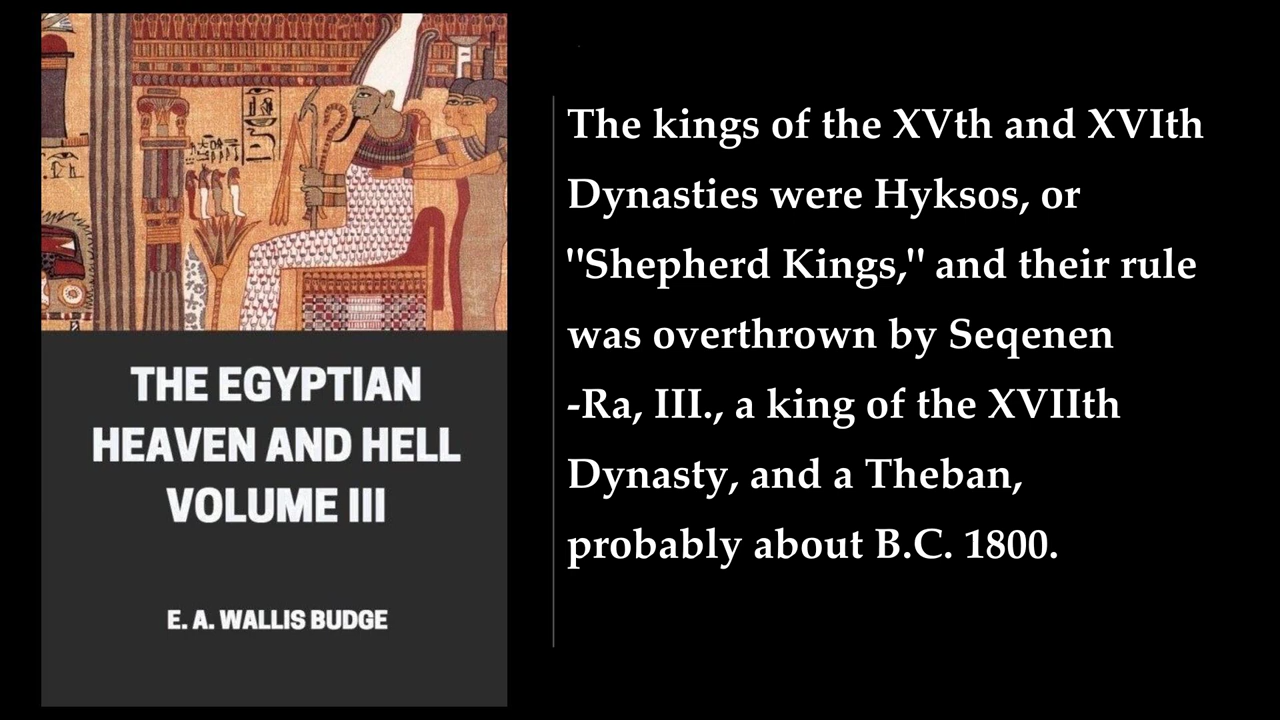 THE EGYPTIAN
HEAVEN AND HELL
VOLUME III
E. A. WALLIS BUDGE
The kings of the XVth and XVIth
Dynasties were Hyksos, or
"Shepherd Kings," and their rule
was overthrown by Seqenen
-Ra, III., a king of the XVIIth
Dynasty, and a Theban,
probably about B.C. 1800.